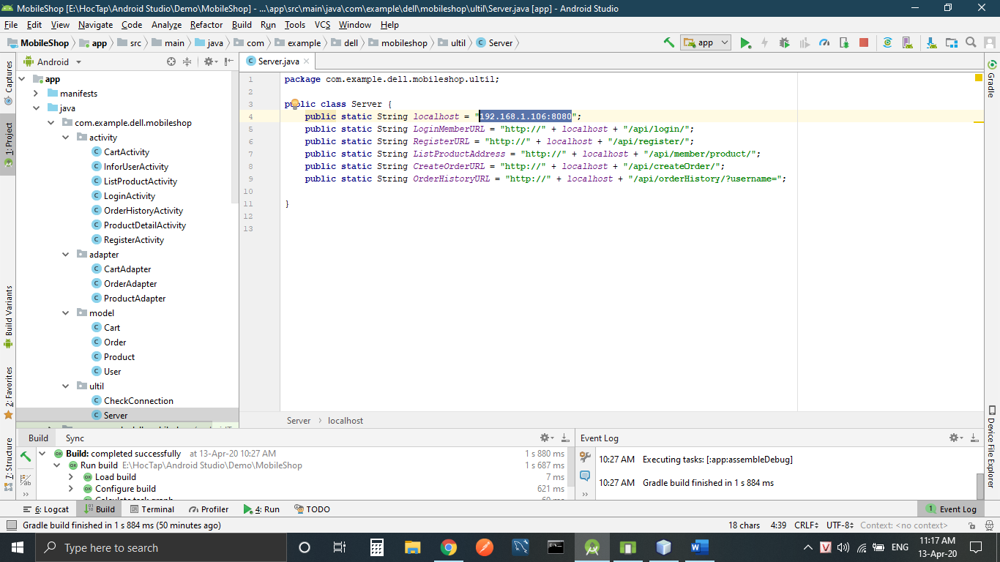 MobileShop [E:\HocTap\Android Studio\Demo\MobileShop] - ...\app\src\main\java\com\example\dell\mobileshop\ultil\Server.java [app] - Android Studio
File Edit View Navigate Code Analyze Refactor Build Run Tools VCS Window Help
MobileShop app src main java com example dell mobileshop ultil Server app
Captures
1: Project
Build Variants
2: Favorites
7: Structure
Android
app
manifests
java
com.example.dell.mobileshop
activity
CartActivity
InforUserActivity
ListProductActivity
LoginActivity
OrderHistoryActivity
ProductDetailActivity
RegisterActivity
adapter
CartAdapter
OrderAdapter
ProductAdapter
model
Cart
Order
Product
User
ultil
CheckConnection
Server
Server.java
1 package com.example.dell.mobileshop.ultil;
2
3 public class Server {
4 public static String localhost = "192.168.1.106:8080";
5 public static String LoginMemberURL = "http://" + localhost + "/api/login/";
6 public static String RegisterURL = "http://" + localhost + "/api/register/";
7 public static String ListProductAddress = "http://" + localhost + "/api/member/product/";
8 public static String CreateOrderURL = "http://" + localhost + "/api/createOrder/";
9 public static String OrderHistoryURL = "http://" + localhost + "/api/orderHistory/?username=";
10
11 }
12
13
Server › localhost
Gradle
Device File Explorer
Build Sync
Build: completed successfully at 13-Apr-20 10:27 AM 1 s 880 ms
Run build E:\HocTap\Android Studio\Demo\MobileShop 1 s 687 ms
Load build 7 ms
Configure build 621 ms
Event Log
10:27 AM Executing tasks: [:app:assembleDebug]
10:27 AM Gradle build finished in 1 s 884 ms
6: Logcat Build Terminal Profiler 4: Run TODO 1 Event Log
Gradle build finished in 1 s 884 ms (50 minutes ago) 18 chars 4:39 CRLF UTF-8 Context: <no context>
Type here to search
ENG
11:17 AM
13-Apr-20